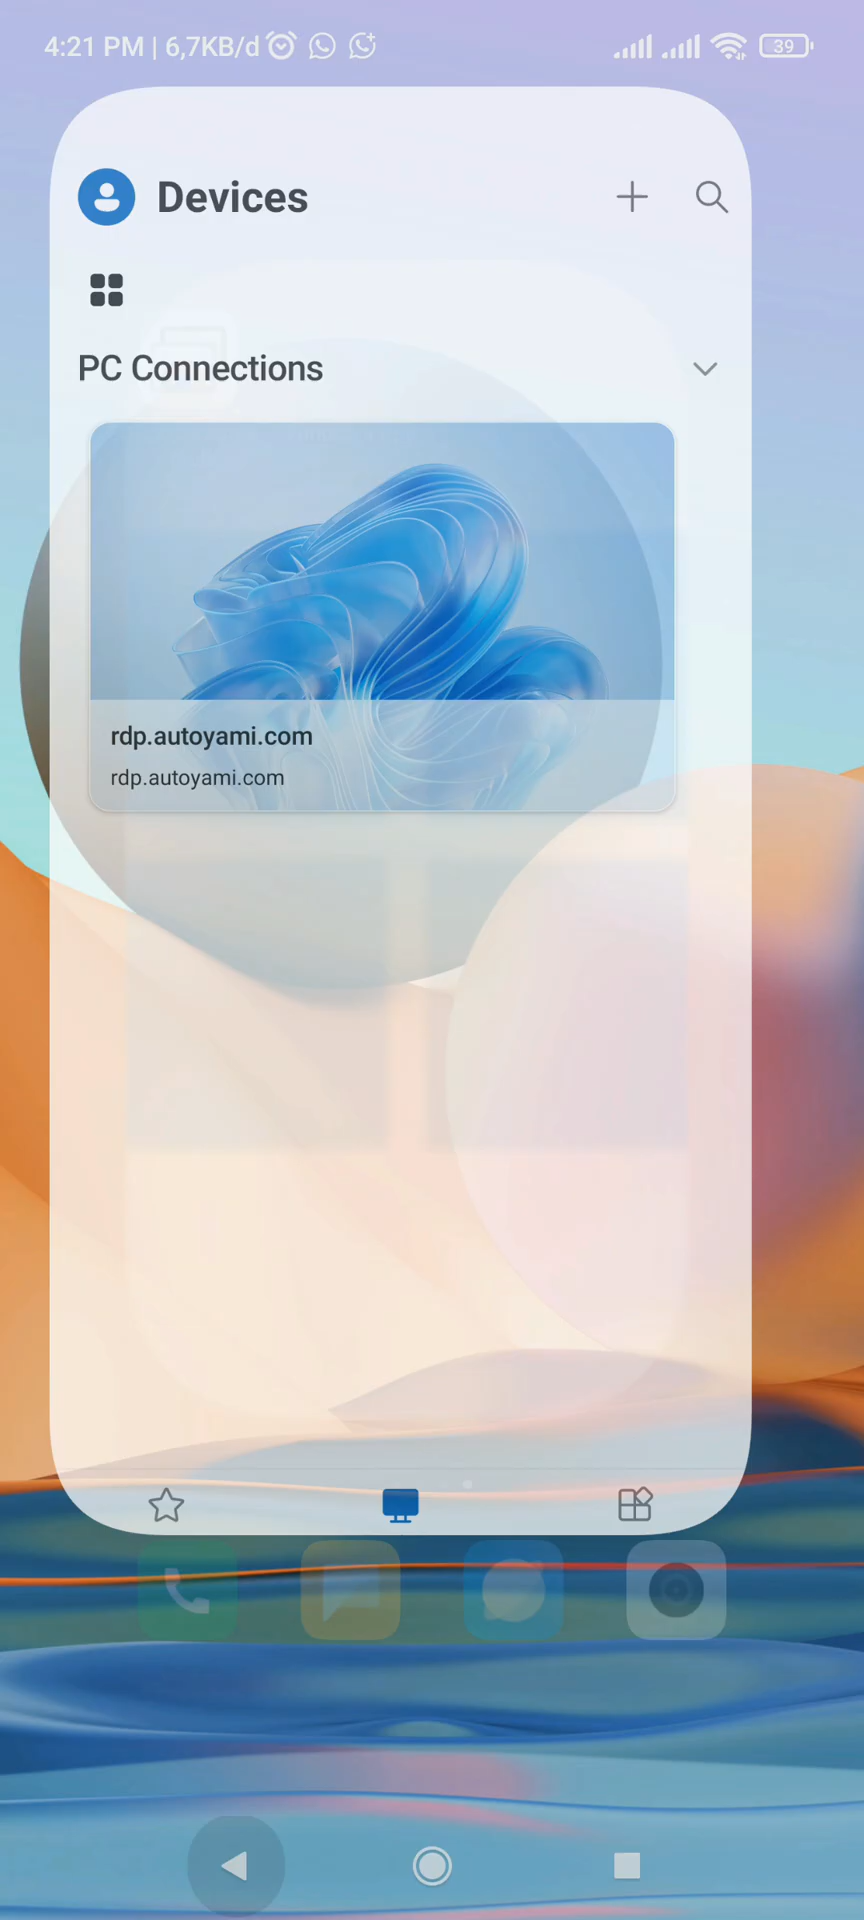 4:21 PM | 6,7KB/d
39
Devices
PC Connections
rdp.autoyami.com
rdp.autoyami.com